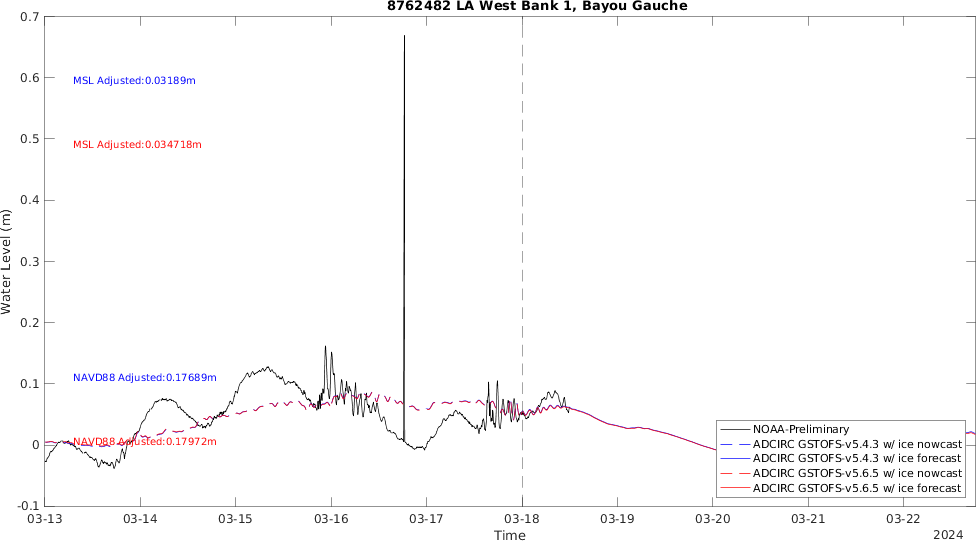 8762482 LA West Bank 1, Bayou Gauche
0.7
0.6
0.5
0.4
0.3
0.2
0.1
0
-0.1
Water Level (m)
MSL Adjusted:0.03189m
MSL Adjusted:0.034718m
NAVD88 Adjusted:0.17689m
NAVD88 Adjusted:0.17972m
NOAA-Preliminary
ADCIRC GSTOFS-v5.4.3 w/ ice nowcast
ADCIRC GSTOFS-v5.4.3 w/ ice forecast
ADCIRC GSTOFS-v5.6.5 w/ ice nowcast
ADCIRC GSTOFS-v5.6.5 w/ ice forecast
03-13 03-14 03-15 03-16 03-17 03-18 03-19 03-20 03-21 03-22
Time
2024